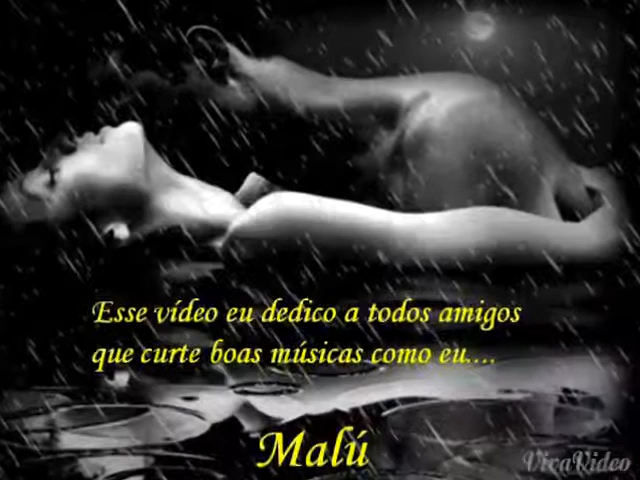 Esse vídeo eu dedico a todos amigos
que curte boas músicas como eu....
Malú
VivaVideo